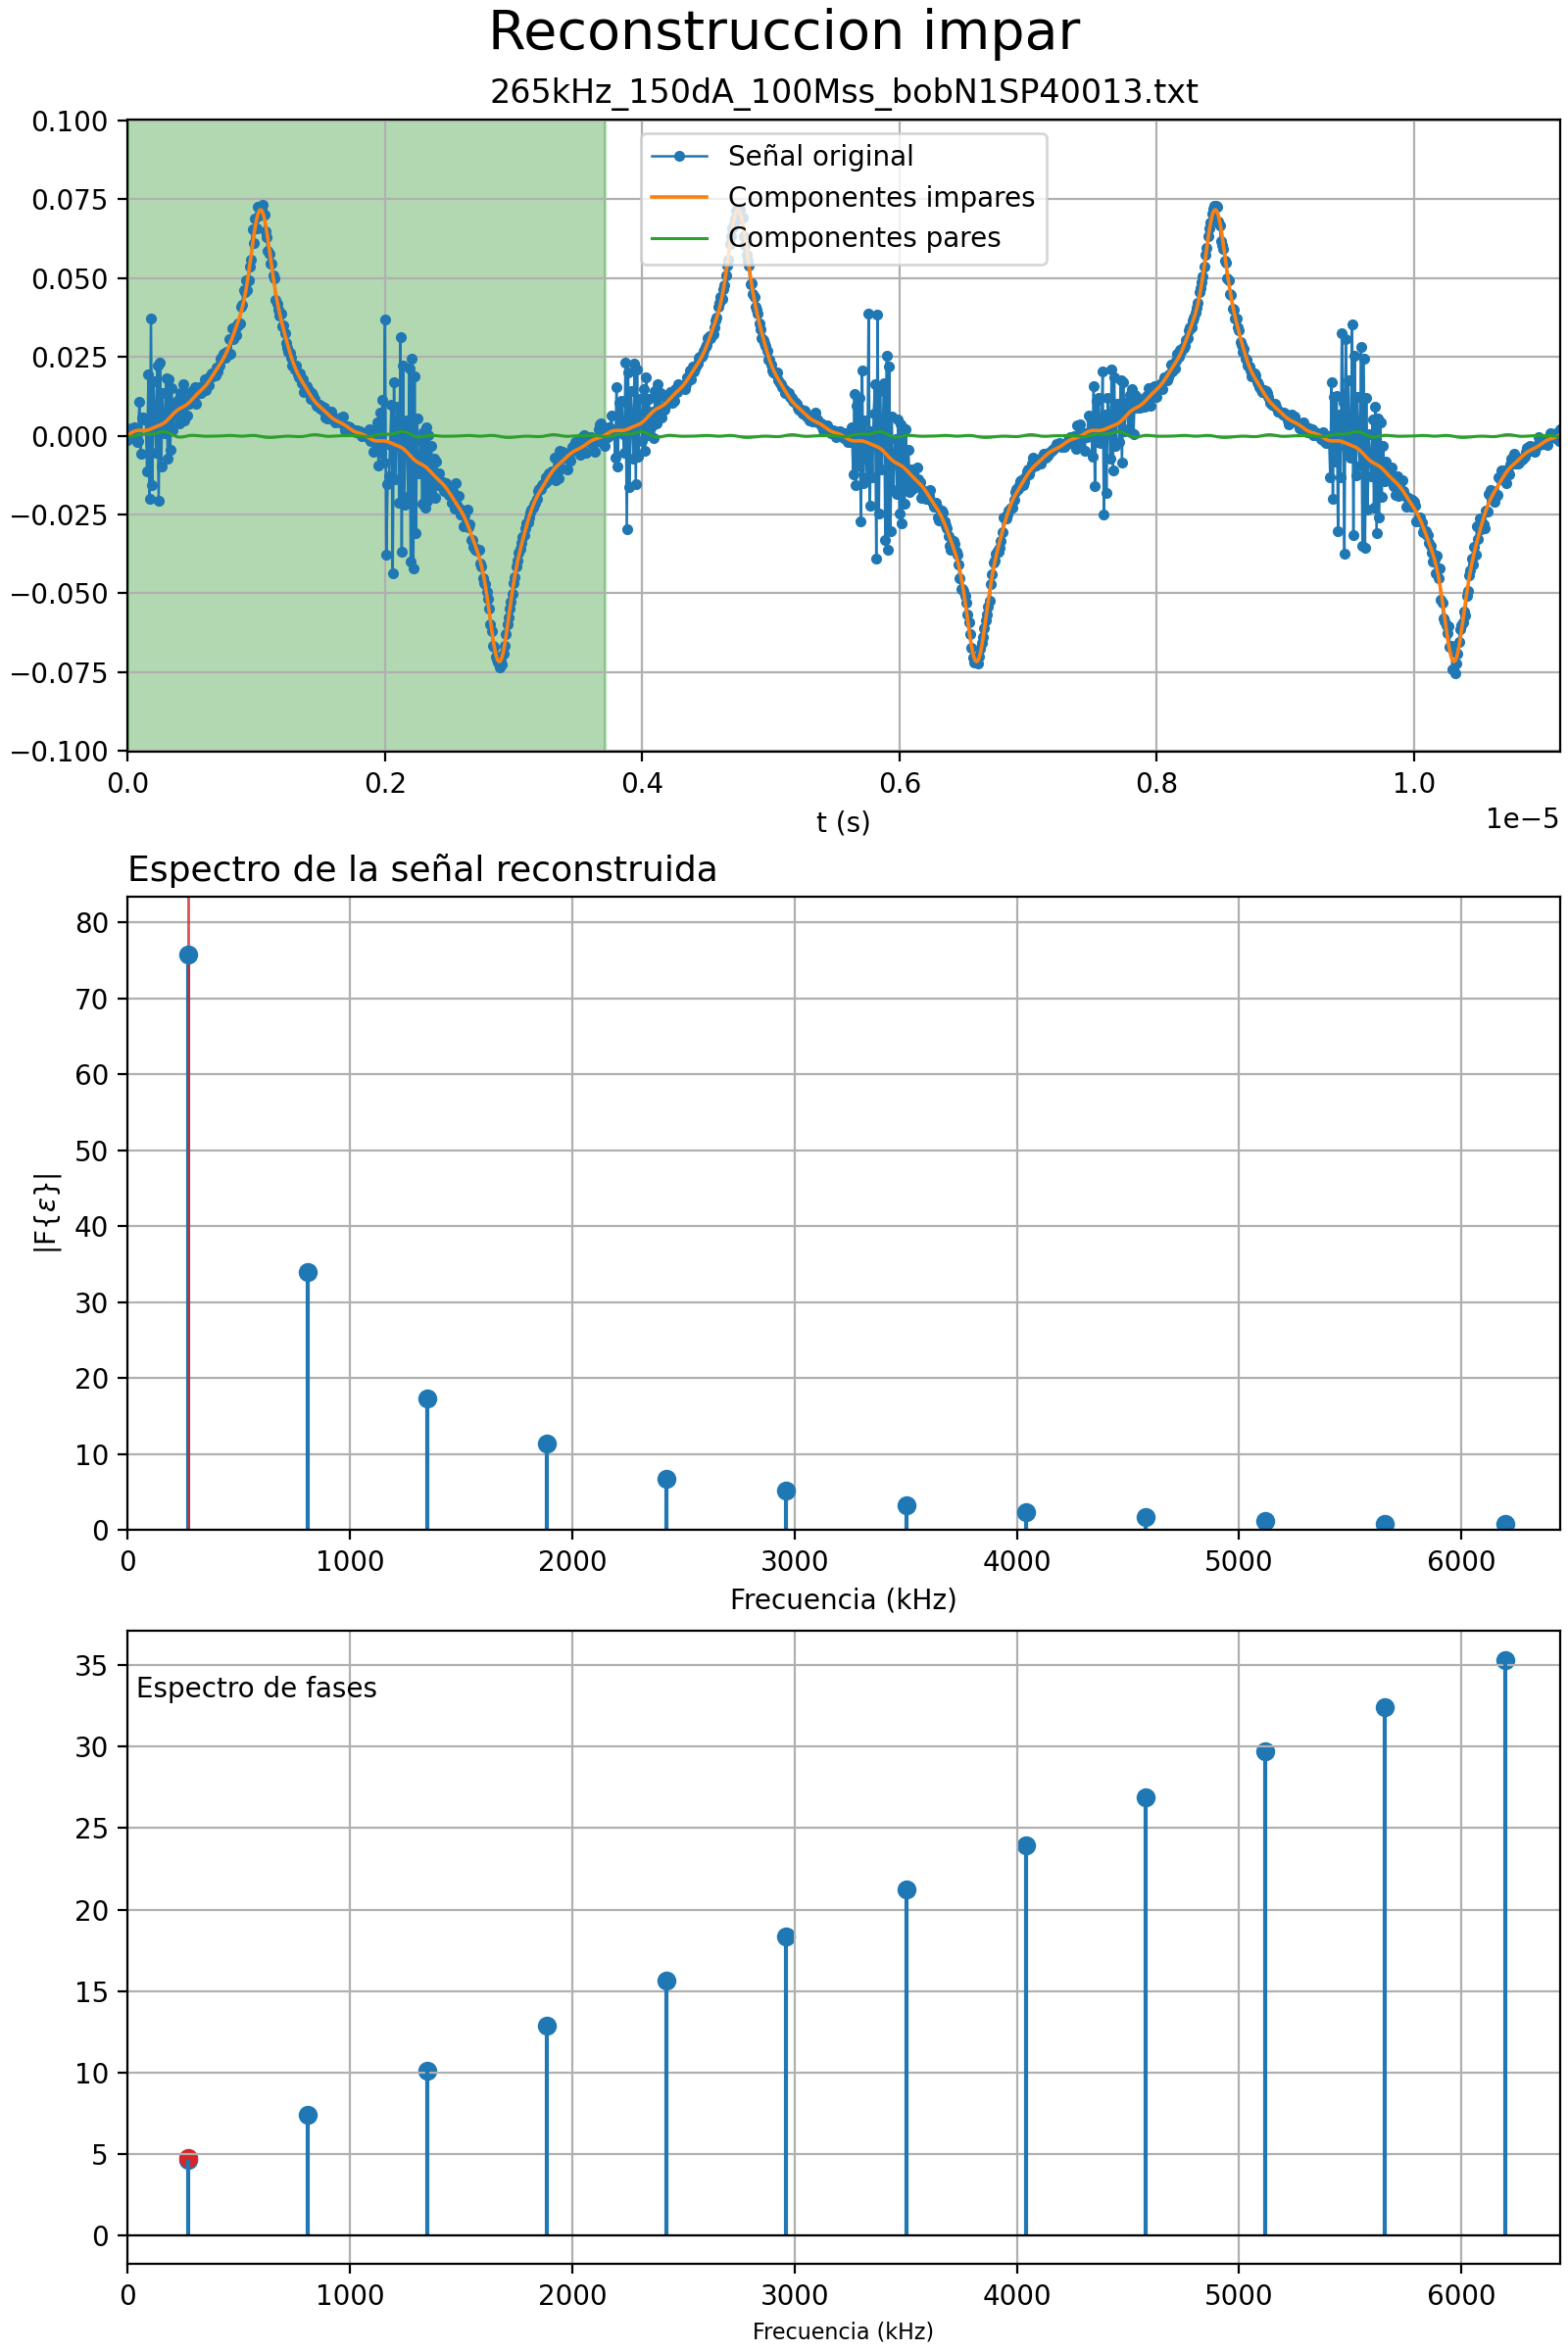 Reconstruccion impar
265kHz_150dA_100Mss_bobN1SP40013.txt
0.100
0.075
0.050
0.025
0.000
−0.025
−0.050
−0.075
−0.100
Señal original
Componentes impares
Componentes pares
0.0 0.2 0.4 0.6 0.8 1.0
1e−5
t (s)
Espectro de la señal reconstruida
80
70
60
50
40
30
20
10
0
|F{ε}|
0 1000 2000 3000 4000 5000 6000
Frecuencia (kHz)
35
30
25
20
15
10
5
0
Espectro de fases
0 1000 2000 3000 4000 5000 6000
Frecuencia (kHz)